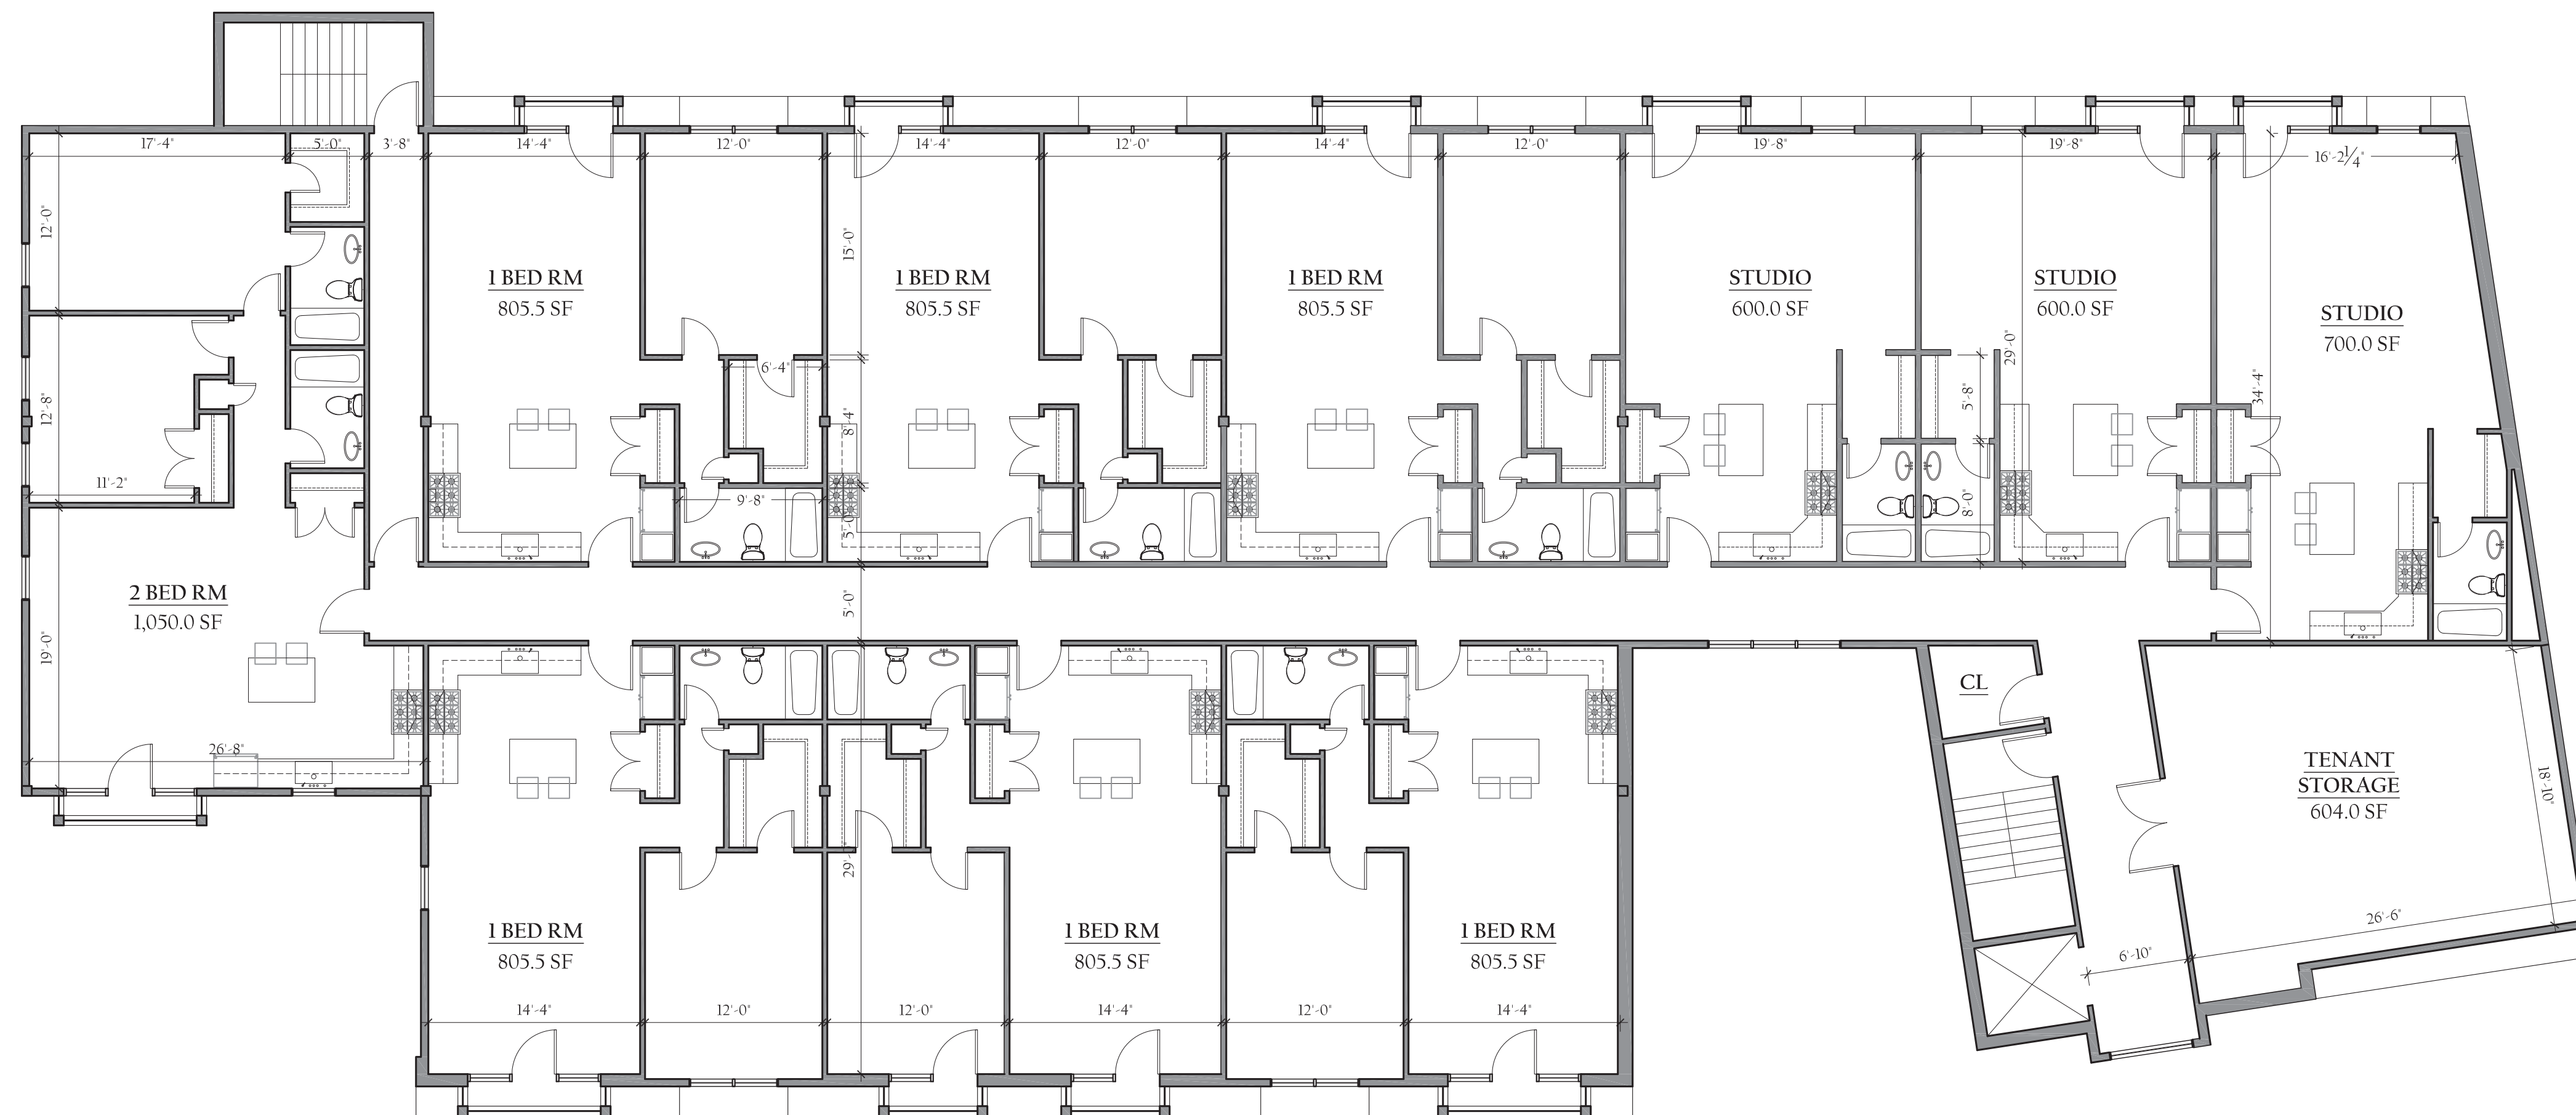 17'-4"
5'-0"
3'-8"
14'-4"
12'-0"
14'-4"
12'-0"
14'-4"
12'-0"
19'-8"
19'-8"
16'-2 1/4"
12'-0"
15'-0"
1 BED RM
805.5 SF
1 BED RM
805.5 SF
1 BED RM
805.5 SF
STUDIO
600.0 SF
STUDIO
600.0 SF
STUDIO
700.0 SF
29'-0"
6'-4"
34'-4"
5'-8"
12'-8"
8'-4"
11'-2"
9'-8"
8'-0"
5'-0"
2 BED RM
1,050.0 SF
5'-0"
19'-0"
CL
26'-8"
TENANT
STORAGE
604.0 SF
18'-10"
1 BED RM
805.5 SF
1 BED RM
805.5 SF
1 BED RM
805.5 SF
26'-6"
6'-10"
14'-4"
12'-0"
12'-0"
14'-4"
12'-0"
14'-4"